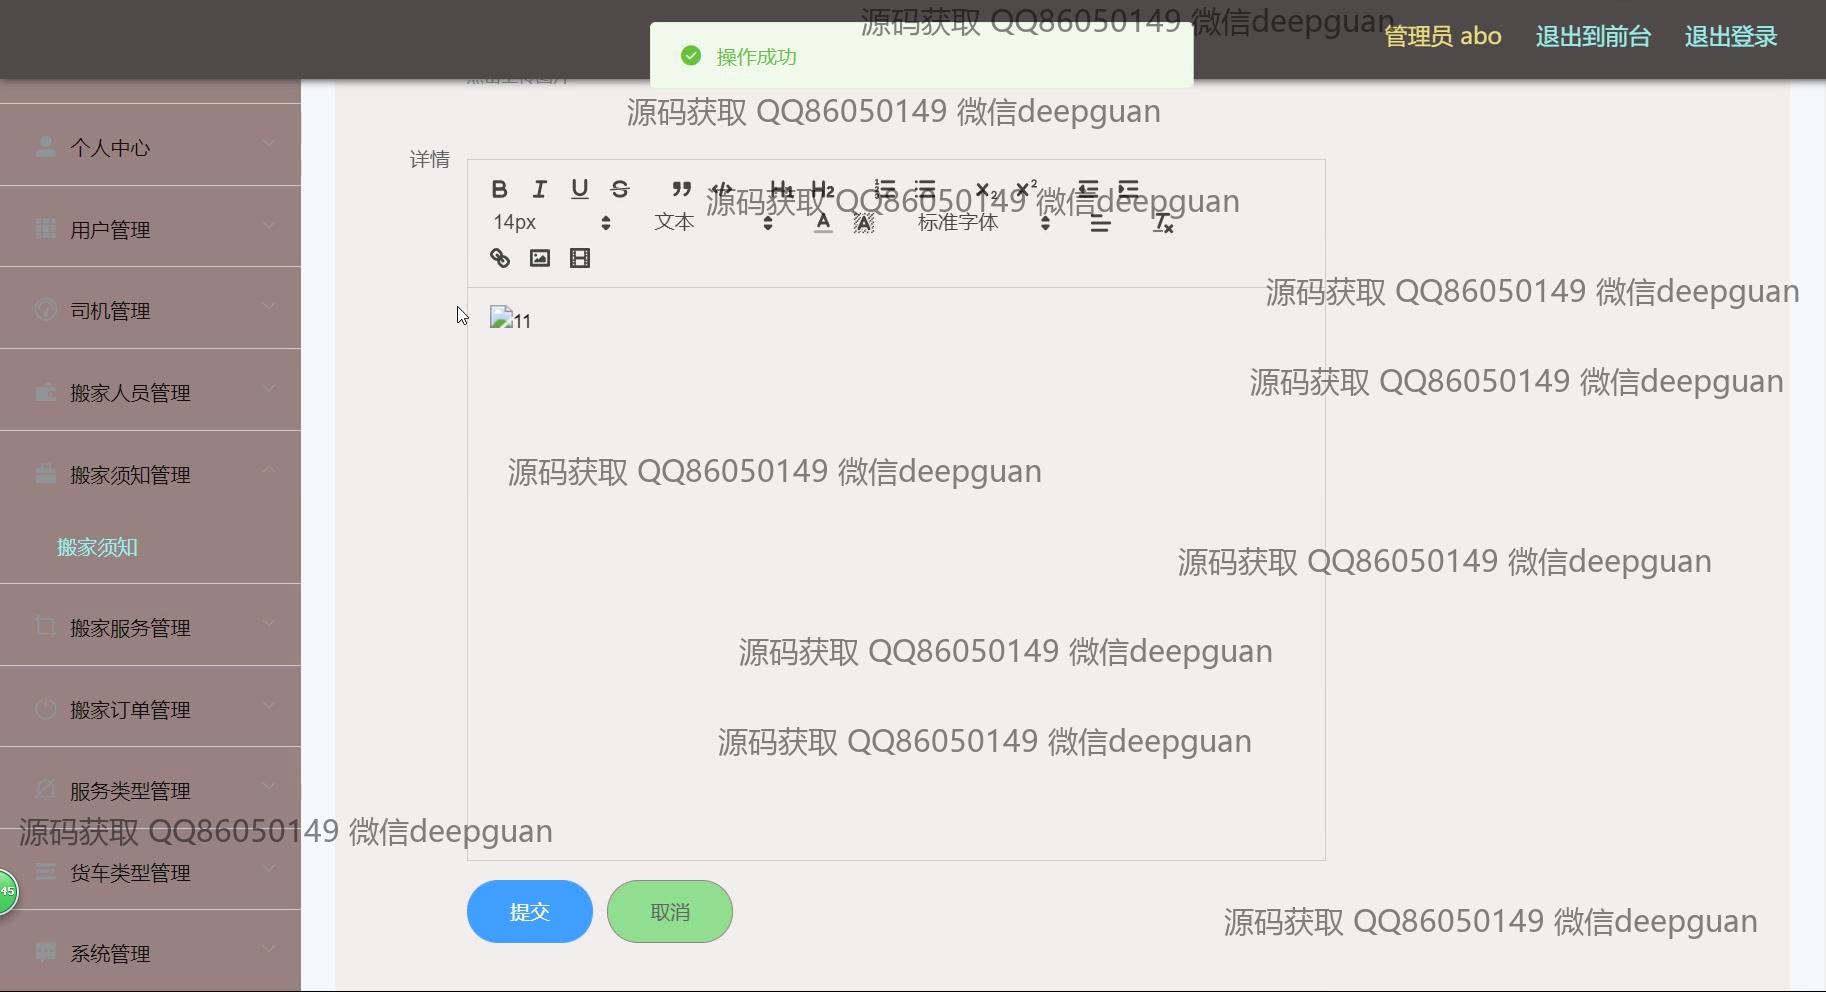 源码获取 QQ86050149 微信deepguan
管理员 abo
退出到前台
退出登录
操作成功
点击上传图片
源码获取 QQ86050149 微信deepguan
个人中心
详情
B I U S H1 H2 X2 X2
源码获取 QQ86050149 微信deepguan
14px 文本 A A 标准字体 Tx
用户管理
源码获取 QQ86050149 微信deepguan
司机管理
11
源码获取 QQ86050149 微信deepguan
搬家人员管理
源码获取 QQ86050149 微信deepguan
搬家须知管理
搬家须知
源码获取 QQ86050149 微信deepguan
搬家服务管理
源码获取 QQ86050149 微信deepguan
搬家订单管理
源码获取 QQ86050149 微信deepguan
服务类型管理
源码获取 QQ86050149 微信deepguan
货车类型管理
45
提交
取消
源码获取 QQ86050149 微信deepguan
系统管理